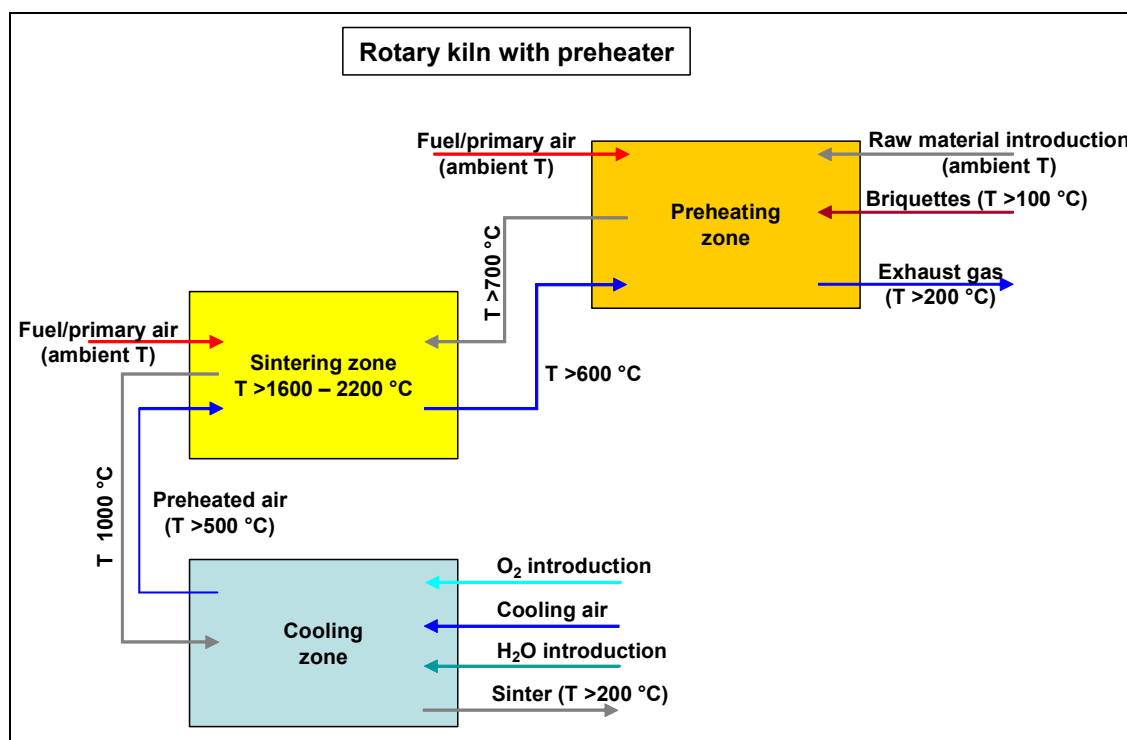 Rotary kiln with preheater
Fuel/primary air
(ambient T)
Raw material introduction
(ambient T)
Briquettes (T >100 °C)
Preheating
zone
Exhaust gas
(T >200 °C)
T >700 °C
Fuel/primary air
(ambient T)
Sintering zone
T >1600 – 2200 °C
T >600 °C
T 1000 °C
Preheated air
(T >500 °C)
O₂ introduction
Cooling air
Cooling
zone
H₂O introduction
Sinter (T >200 °C)